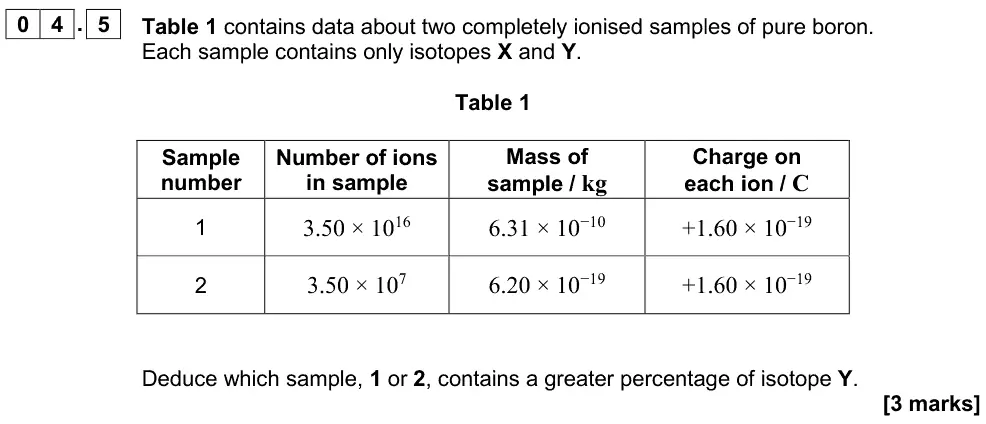 0 4 . 5 Table 1 contains data about two completely ionised samples of pure boron.
Each sample contains only isotopes X and Y.
Table 1
Sample number Number of ions in sample Mass of sample / kg Charge on each ion / C
1 3.50 × 10¹⁶ 6.31 × 10⁻¹⁰ +1.60 × 10⁻¹⁹
2 3.50 × 10⁷ 6.20 × 10⁻¹⁹ +1.60 × 10⁻¹⁹
Deduce which sample, 1 or 2, contains a greater percentage of isotope Y.
[3 marks]